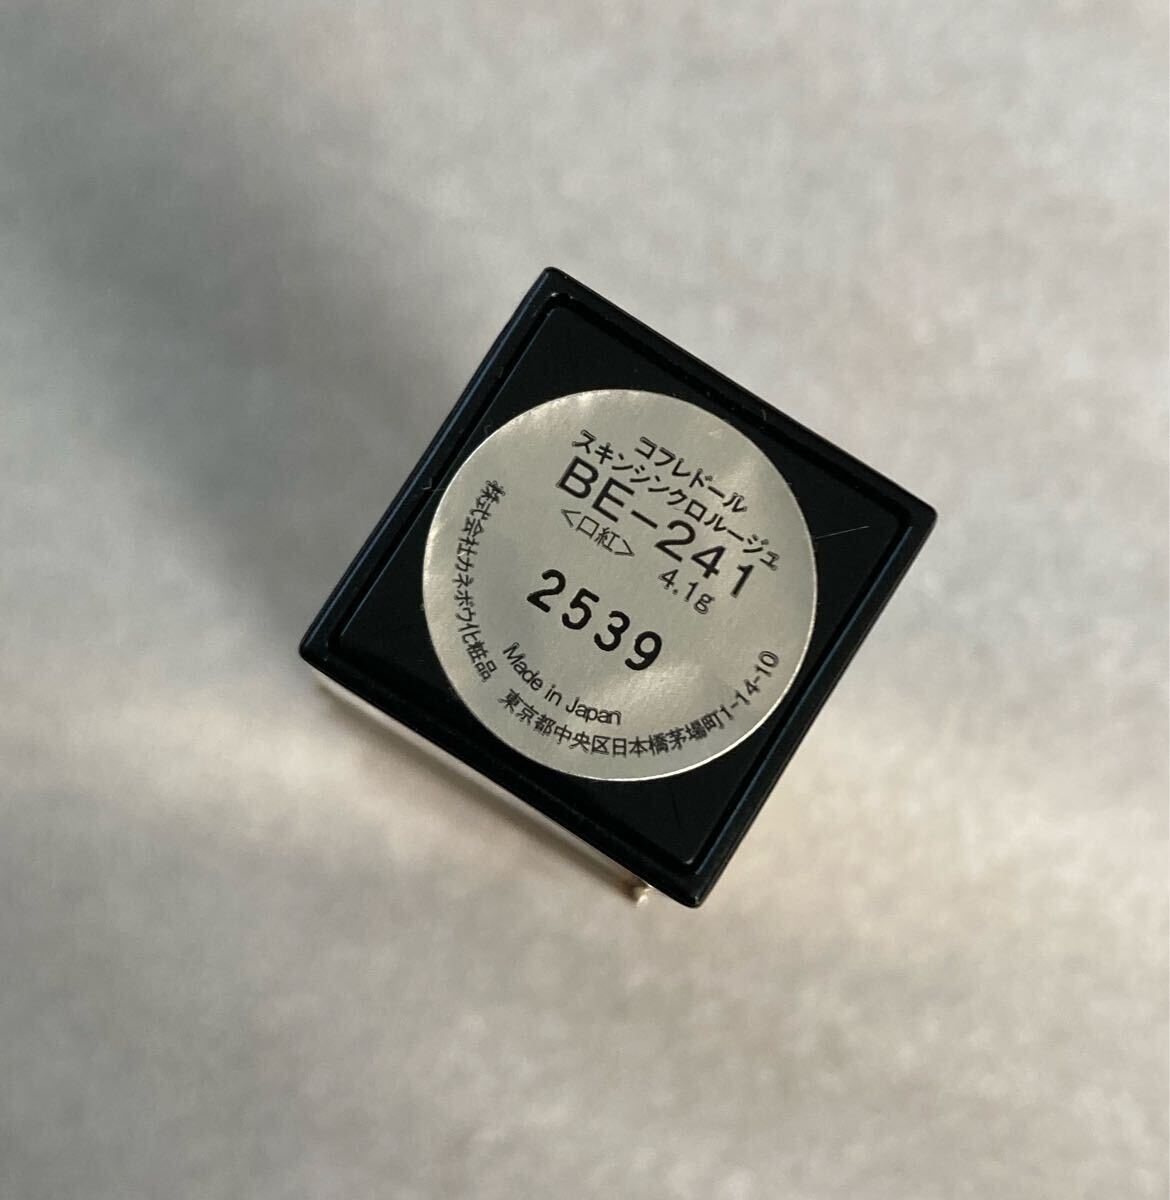 コフレドール
スキンシンクロルージュ
BE-241
<口紅> 4.1g
2539
Made in Japan
株式会社カネボウ化粧品 東京都中央区日本橋茅場町1-14-10